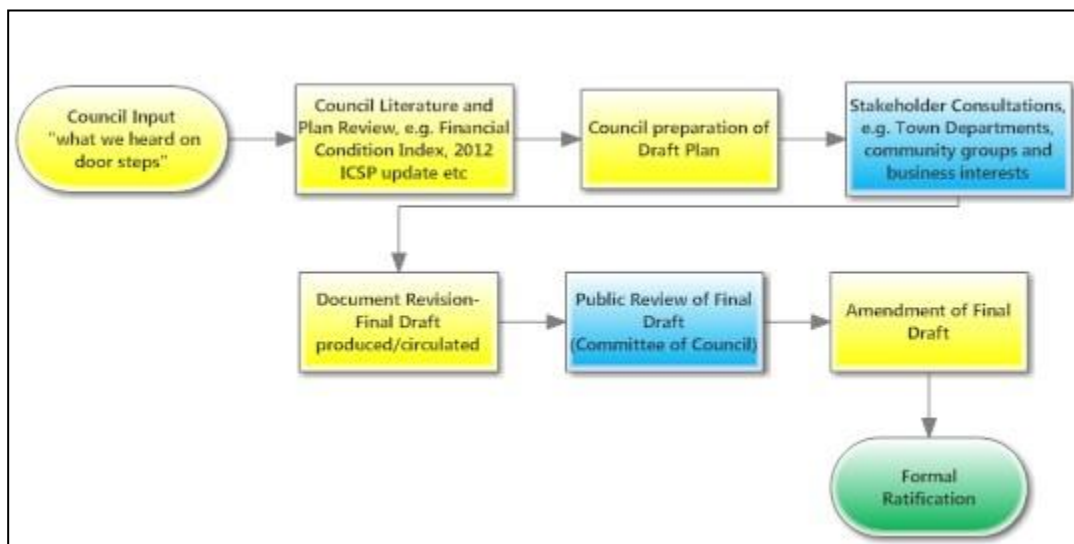 Council Input
"what we heard on
door steps"
Council Literature and
Plan Review, e.g. Financial
Condition Index, 2012
ICSP update etc
Council preparation of
Draft Plan
Stakeholder Consultations,
e.g. Town Departments,
community groups and
business interests
Document Revision-
Final Draft
produced/circulated
Public Review of Final
Draft
(Committee of Council)
Amendment of Final
Draft
Formal
Ratification